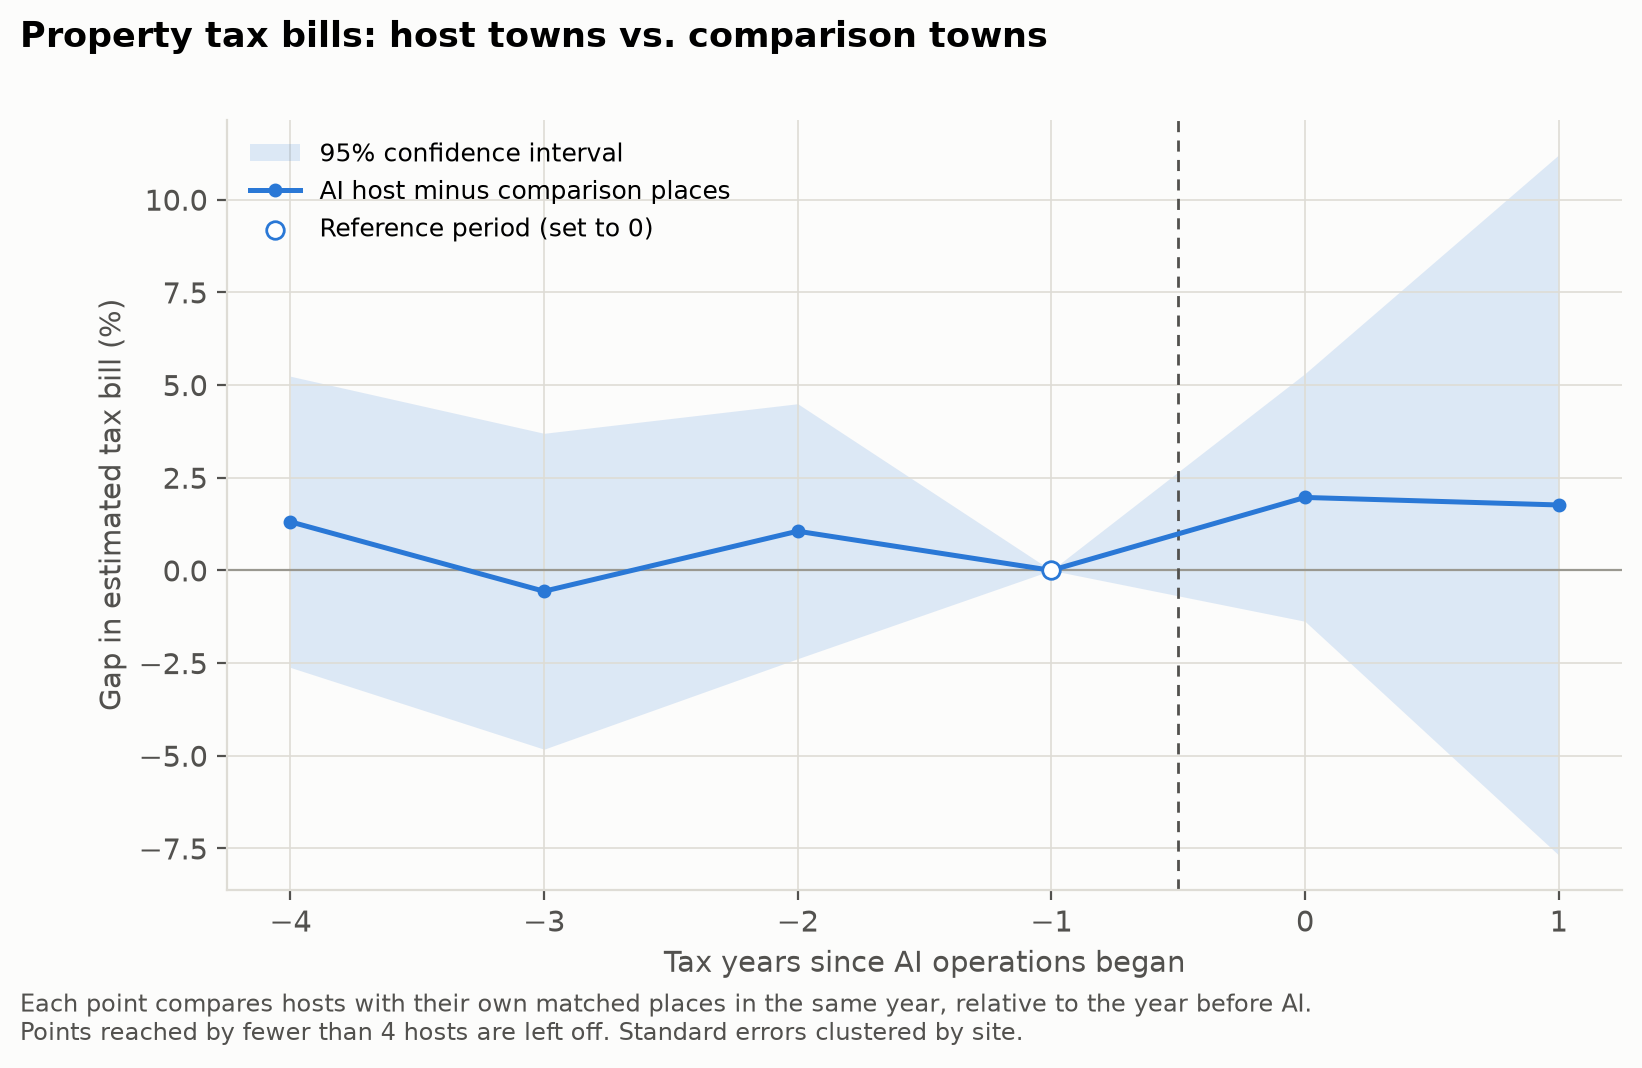 Property tax bills: host towns vs. comparison towns
95% confidence interval
AI host minus comparison places
Reference period (set to 0)
Gap in estimated tax bill (%)
10.0
7.5
5.0
2.5
0.0
−2.5
−5.0
−7.5
−4 −3 −2 −1 0 1
Tax years since AI operations began
Each point compares hosts with their own matched places in the same year, relative to the year before AI.
Points reached by fewer than 4 hosts are left off. Standard errors clustered by site.